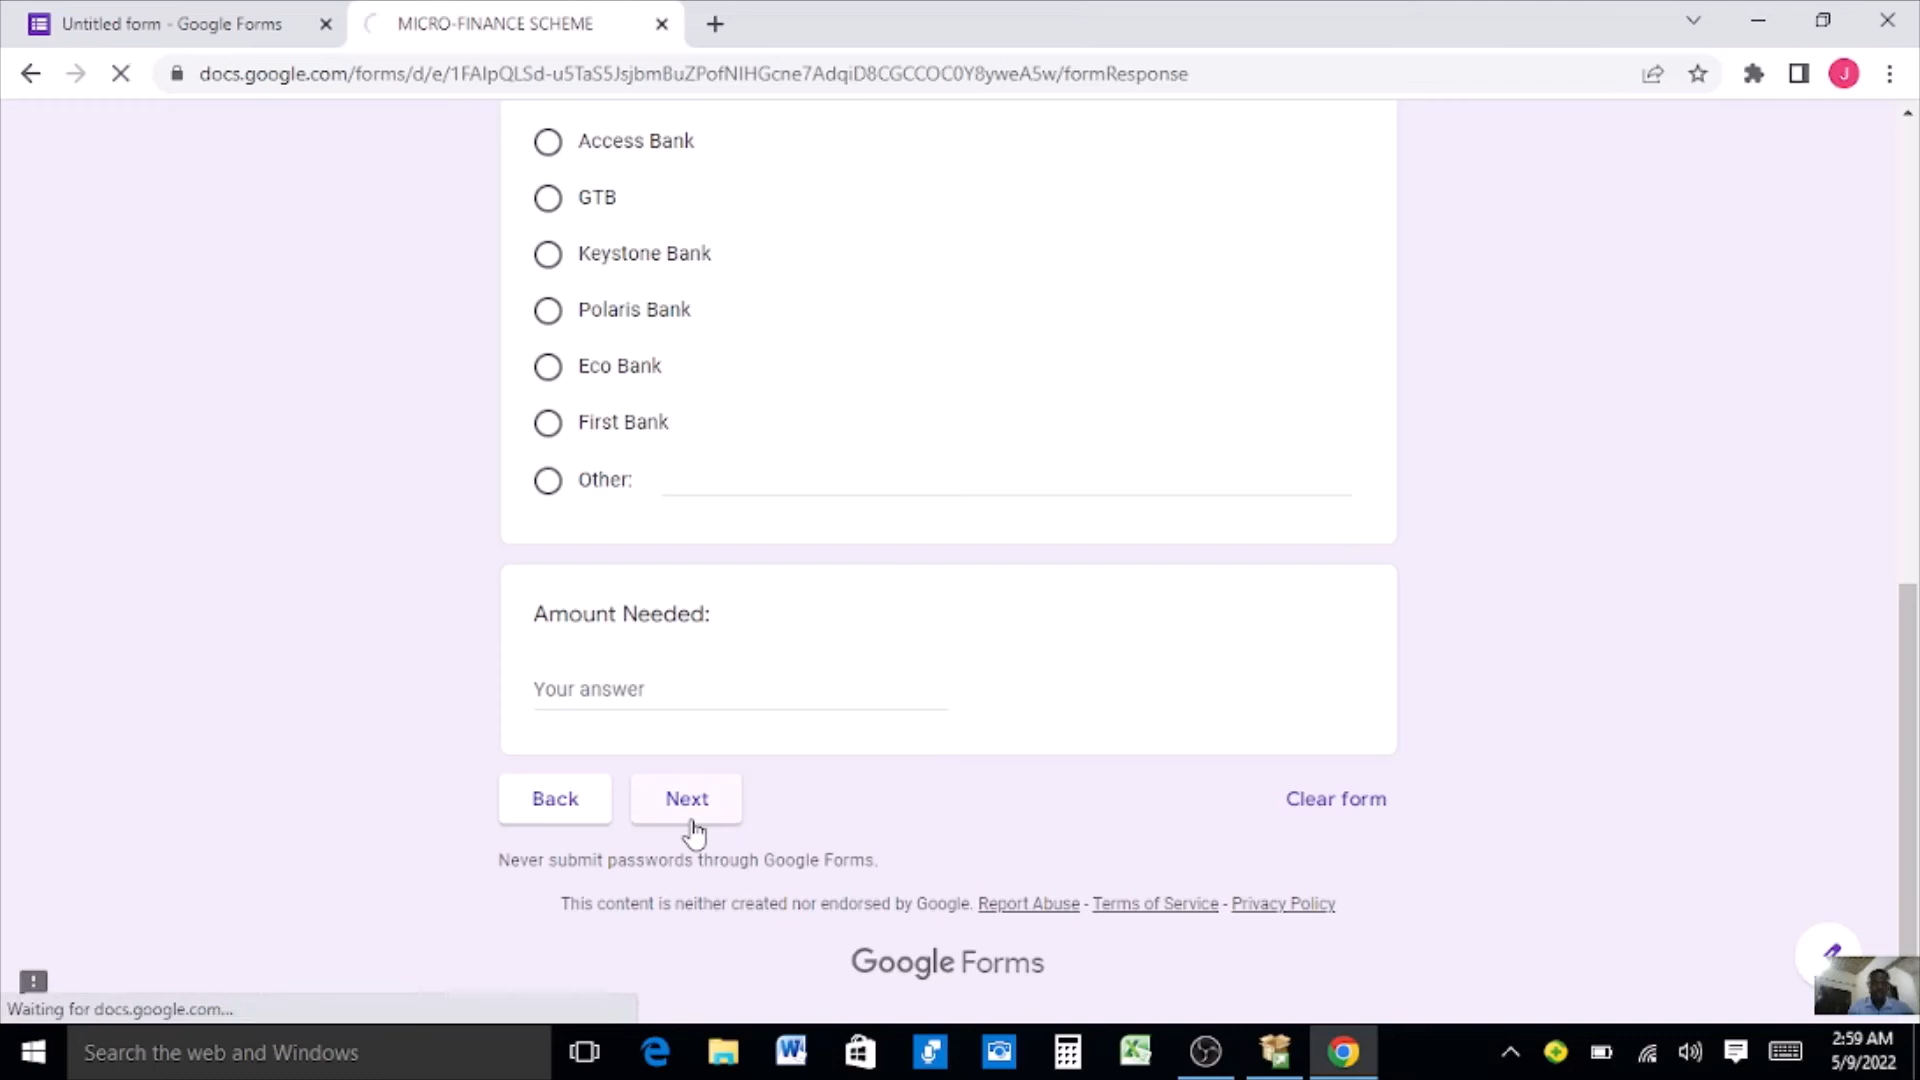 Untitled form - Google Forms
MICRO-FINANCE SCHEME
docs.google.com/forms/d/e/1FAIpQLSd-u5TaS5JsjbmBuZPofNIHGcne7AdqiD8CGCCOC0Y8yweA5w/formResponse
J
Access Bank
GTB
Keystone Bank
Polaris Bank
Eco Bank
First Bank
Other:
Amount Needed:
Your answer
Back
Next
Clear form
Never submit passwords through Google Forms.
This content is neither created nor endorsed by Google. Report Abuse - Terms of Service - Privacy Policy
Google Forms
Waiting for docs.google.com...
Search the web and Windows
2:59 AM
5/9/2022